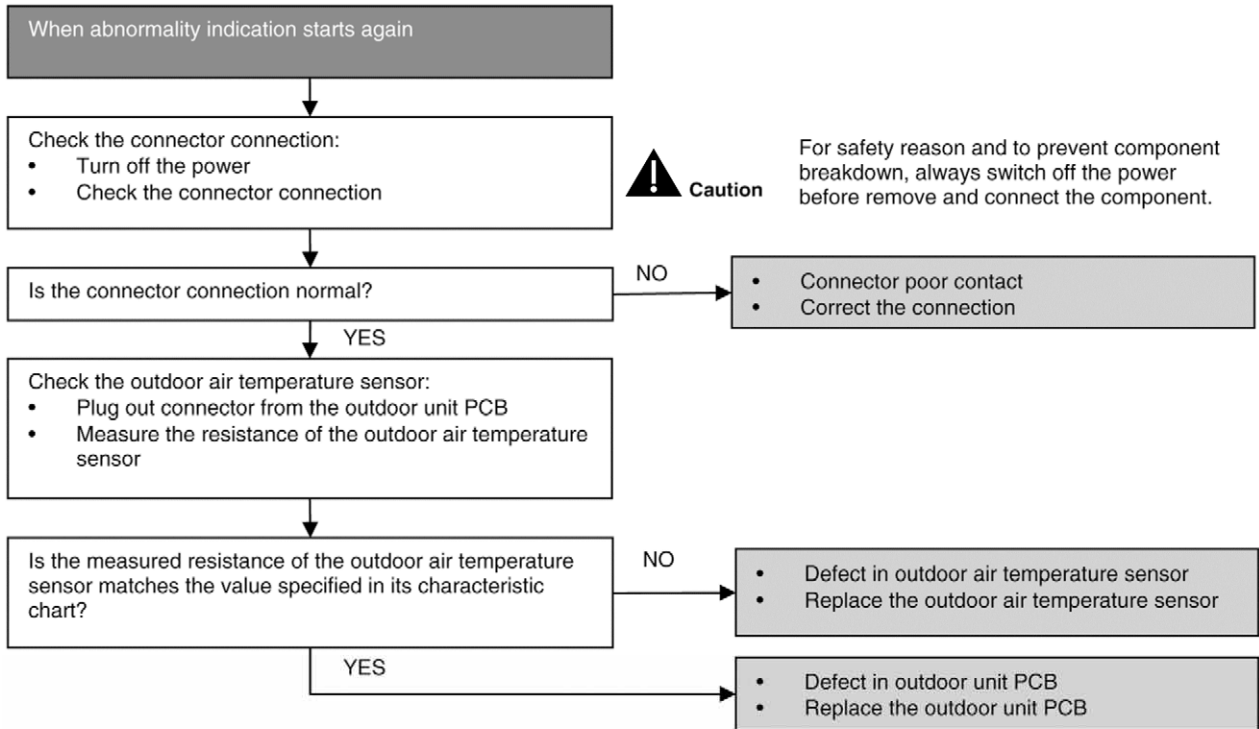 When abnormality indication starts again
Check the connector connection:
• Turn off the power
• Check the connector connection
Caution
For safety reason and to prevent component
breakdown, always switch off the power
before remove and connect the component.
Is the connector connection normal?
NO
• Connector poor contact
• Correct the connection
YES
Check the outdoor air temperature sensor:
• Plug out connector from the outdoor unit PCB
• Measure the resistance of the outdoor air temperature
sensor
Is the measured resistance of the outdoor air temperature
sensor matches the value specified in its characteristic
chart?
NO
• Defect in outdoor air temperature sensor
• Replace the outdoor air temperature sensor
YES
• Defect in outdoor unit PCB
• Replace the outdoor unit PCB